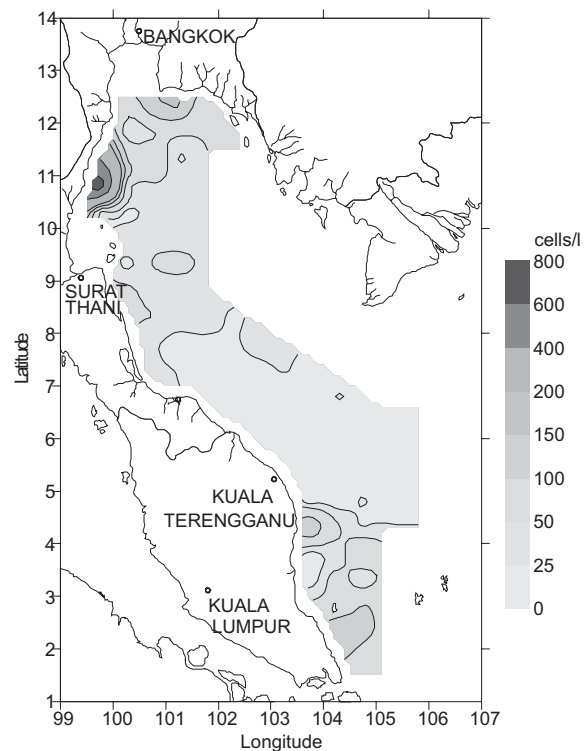 14
BANGKOK
13
12
11
10
cells/l
800
9
SURAT
THANI
600
8
400
Latitude
7
200
150
6
100
5
KUALA
TERENGGANU
50
4
25
3
KUALA
LUMPUR
0
2
1
99 100 101 102 103 104 105 106 107
Longitude